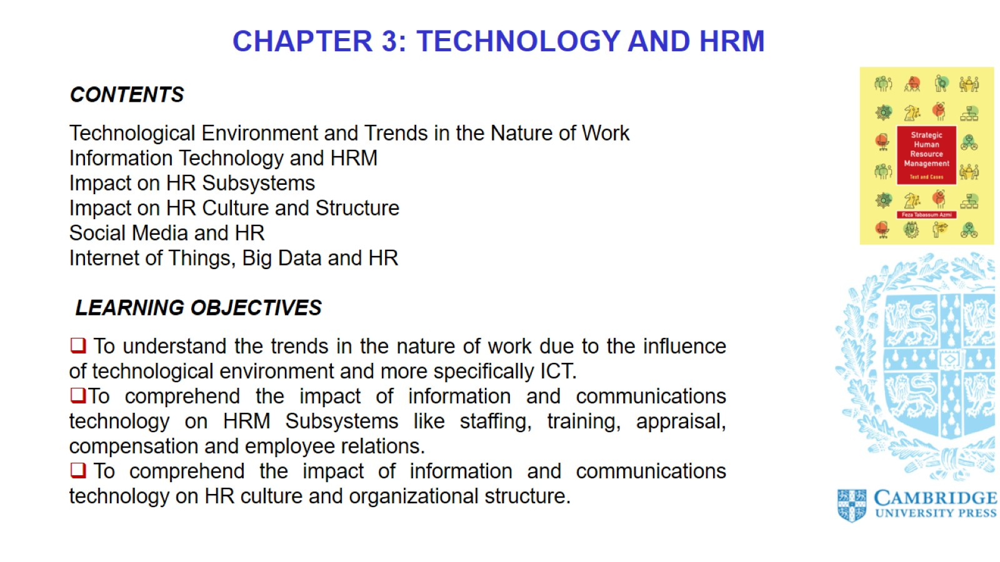 CHAPTER 3: TECHNOLOGY AND HRM
CONTENTS
Technological Environment and Trends in the Nature of Work
Information Technology and HRM
Impact on HR Subsystems
Impact on HR Culture and Structure
Social Media and HR
Internet of Things, Big Data and HR
LEARNING OBJECTIVES
To understand the trends in the nature of work due to the influence
of technological environment and more specifically ICT.
To comprehend the impact of information and communications
technology on HRM Subsystems like staffing, training, appraisal,
compensation and employee relations.
To comprehend the impact of information and communications
technology on HR culture and organizational structure.
Strategic
Human
Resource
Management
Text and Cases
Feza Tabassum Azmi
CAMBRIDGE
UNIVERSITY PRESS